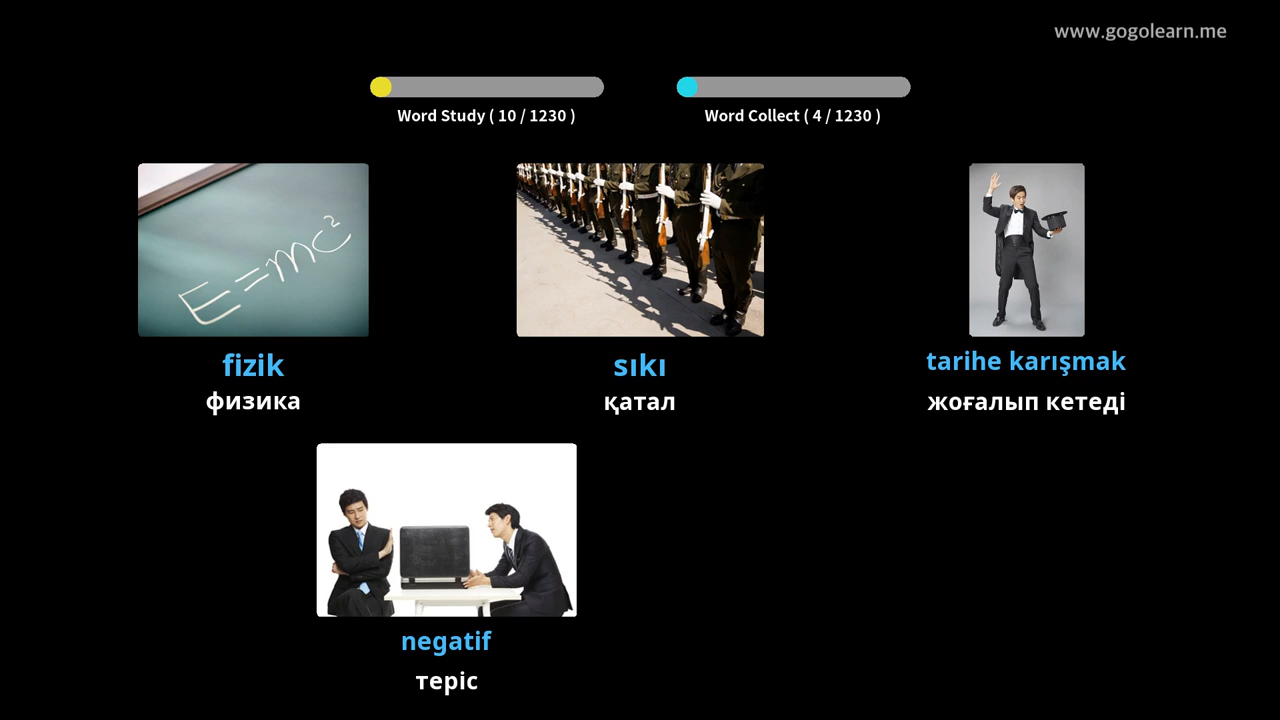 www.gogolearn.me
Word Study ( 10 / 1230 )
Word Collect ( 4 / 1230 )
E=mc²
fizik
физика
sıkı
қатал
tarihe karışmak
жоғалып кетеді
negatif
теріс